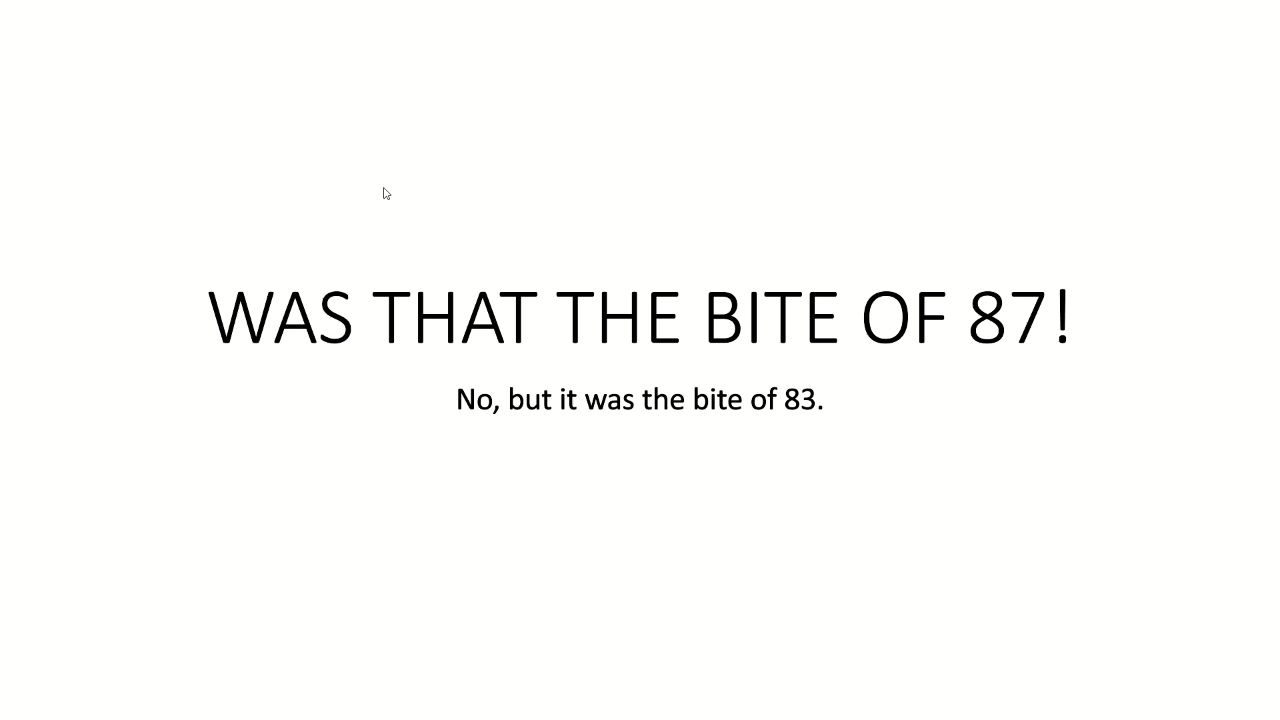 WAS THAT THE BITE OF 87!
No, but it was the bite of 83.